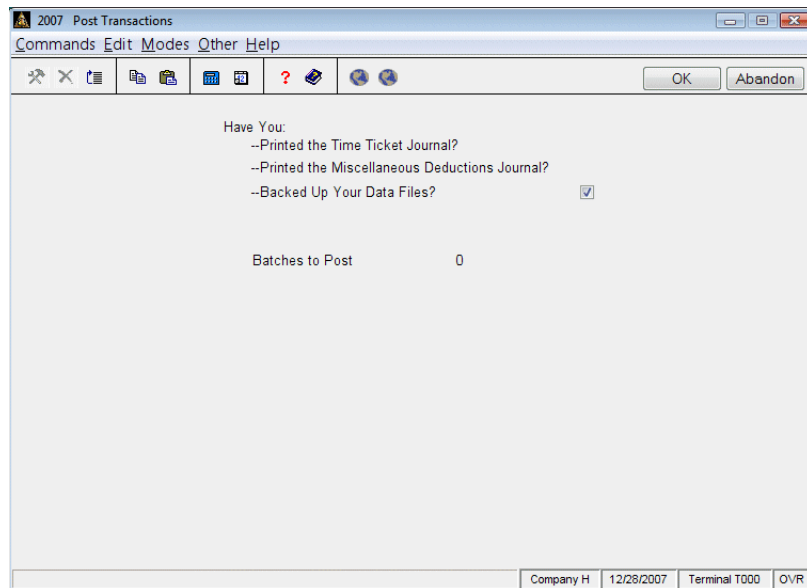 2007 Post Transactions
Commands Edit Modes Other Help
OK Abandon
Have You:
--Printed the Time Ticket Journal?
--Printed the Miscellaneous Deductions Journal?
--Backed Up Your Data Files?
Batches to Post 0
Company H 12/28/2007 Terminal T000 OVR